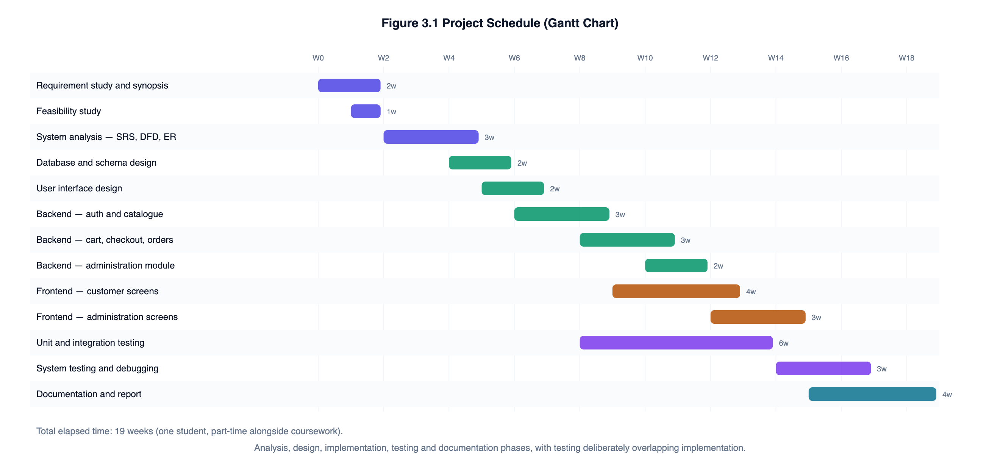 Figure 3.1 Project Schedule (Gantt Chart)
W0 W2 W4 W6 W8 W10 W12 W14 W16 W18
Requirement study and synopsis 2w
Feasibility study 1w
System analysis — SRS, DFD, ER 3w
Database and schema design 2w
User interface design 2w
Backend — auth and catalogue 3w
Backend — cart, checkout, orders 3w
Backend — administration module 2w
Frontend — customer screens 4w
Frontend — administration screens 3w
Unit and integration testing 6w
System testing and debugging 3w
Documentation and report 4w
Total elapsed time: 19 weeks (one student, part-time alongside coursework).
Analysis, design, implementation, testing and documentation phases, with testing deliberately overlapping implementation.